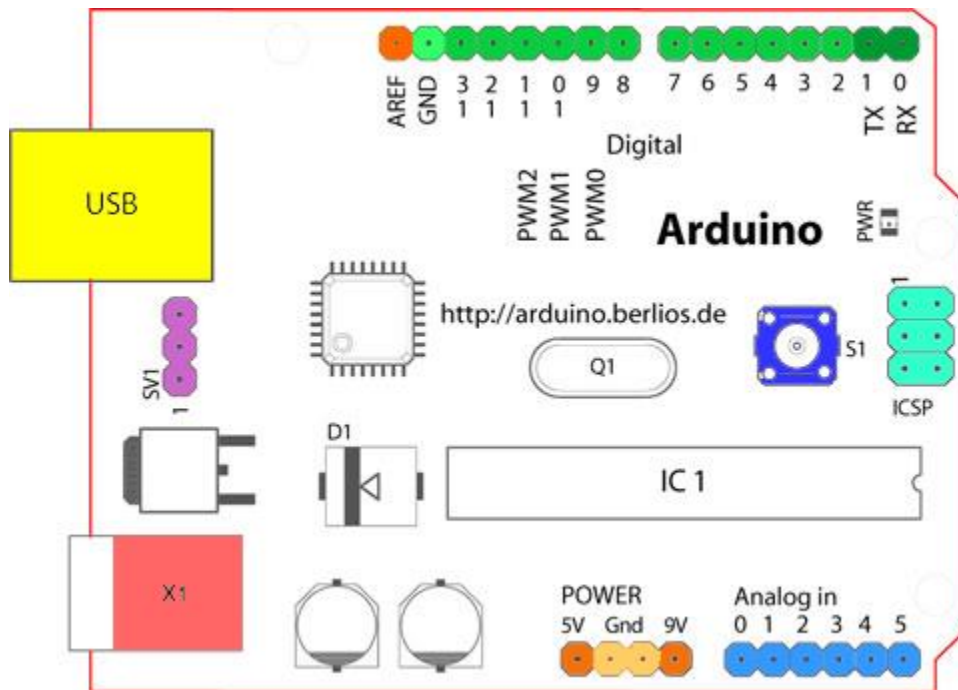 AREF GND 13 12 11 10 9 8 7 6 5 4 3 2 1 0
TX RX
Digital
USB
PWM2 PWM1 PWM0
Arduino
PWR
1
http://arduino.berlios.de
SV1
1
Q1
S1
ICSP
D1
IC 1
X1
POWER
5V Gnd 9V
Analog in
0 1 2 3 4 5